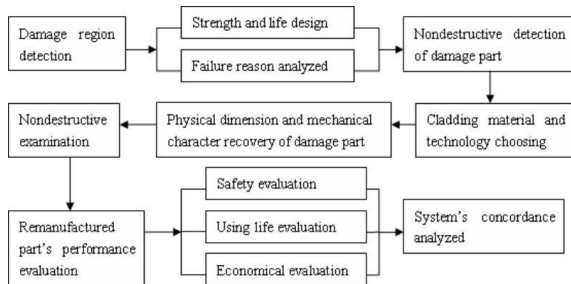 Damage region
detection
Strength and life design
Failure reason analyzed
Nondestructive detection
of damage part
Nondestructive
examination
Physical dimension and mechanical
character recovery of damage part
Cladding material and
technology choosing
Remanufactured
part's performance
evaluation
Safety evaluation
Using life evaluation
Economical evaluation
System's concordance
analyzed